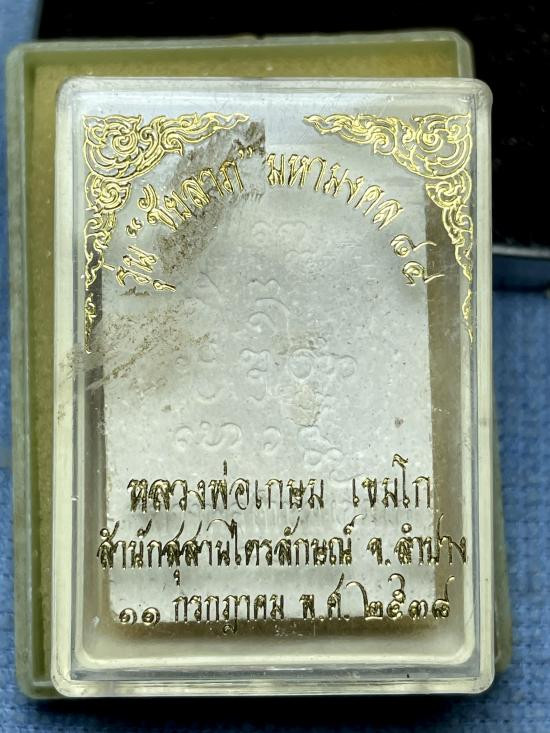 รุ่น "ชัยลาภ" มหามงคล ๘๔
หลวงพ่อเกษม เขมโก
สำนักสุสานไตรลักษณ์ จ.ลำปาง
๑๑ กรกฎาคม พ.ศ. ๒๕๓๘